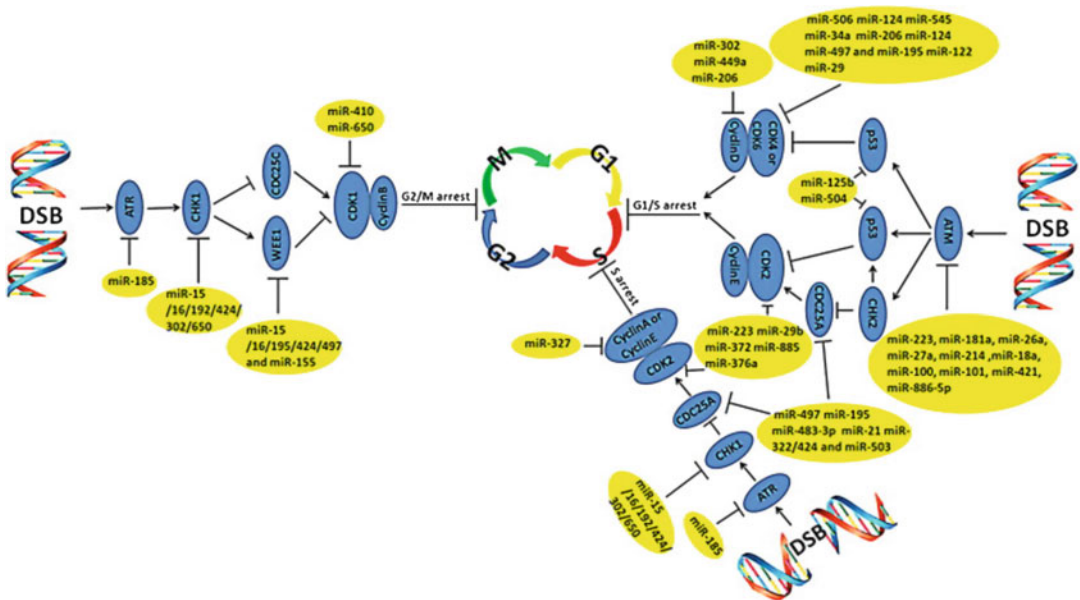 miR-410
miR-650
DSB
ATR
CHK1
CDC25C
WEE1
CDK1
CyclinB
G2/M arrest
miR-185
miR-15
/16/192/424/
302/650
miR-15
/16/195/424/497
and miR-155
M
G1
S
G2
miR-302
miR-449a
miR-206
miR-506 miR-124 miR-545
miR-34a miR-206 miR-124
miR-497 and miR-195 miR-122
miR-29
CyclinD
CDK4 or
CDK6
p53
G1/S arrest
miR-125b
miR-504
p53
ATM
DSB
CyclinE
CDK2
CDC25A
CHK2
miR-223, miR-181a, miR-26a,
miR-27a, miR-214 ,miR-18a,
miR-100, miR-101, miR-421,
miR-886-5p
S arrest
miR-327
CyclinA or
CyclinE
CDK2
miR-223 miR-29b
miR-372 miR-885
miR-376a
CDC25A
miR-497 miR-195
miR-483-3p miR-21 miR-
322/424 and miR-503
CHK1
miR-15
/16/192/424/
302/650
ATR
miR-185
DSB